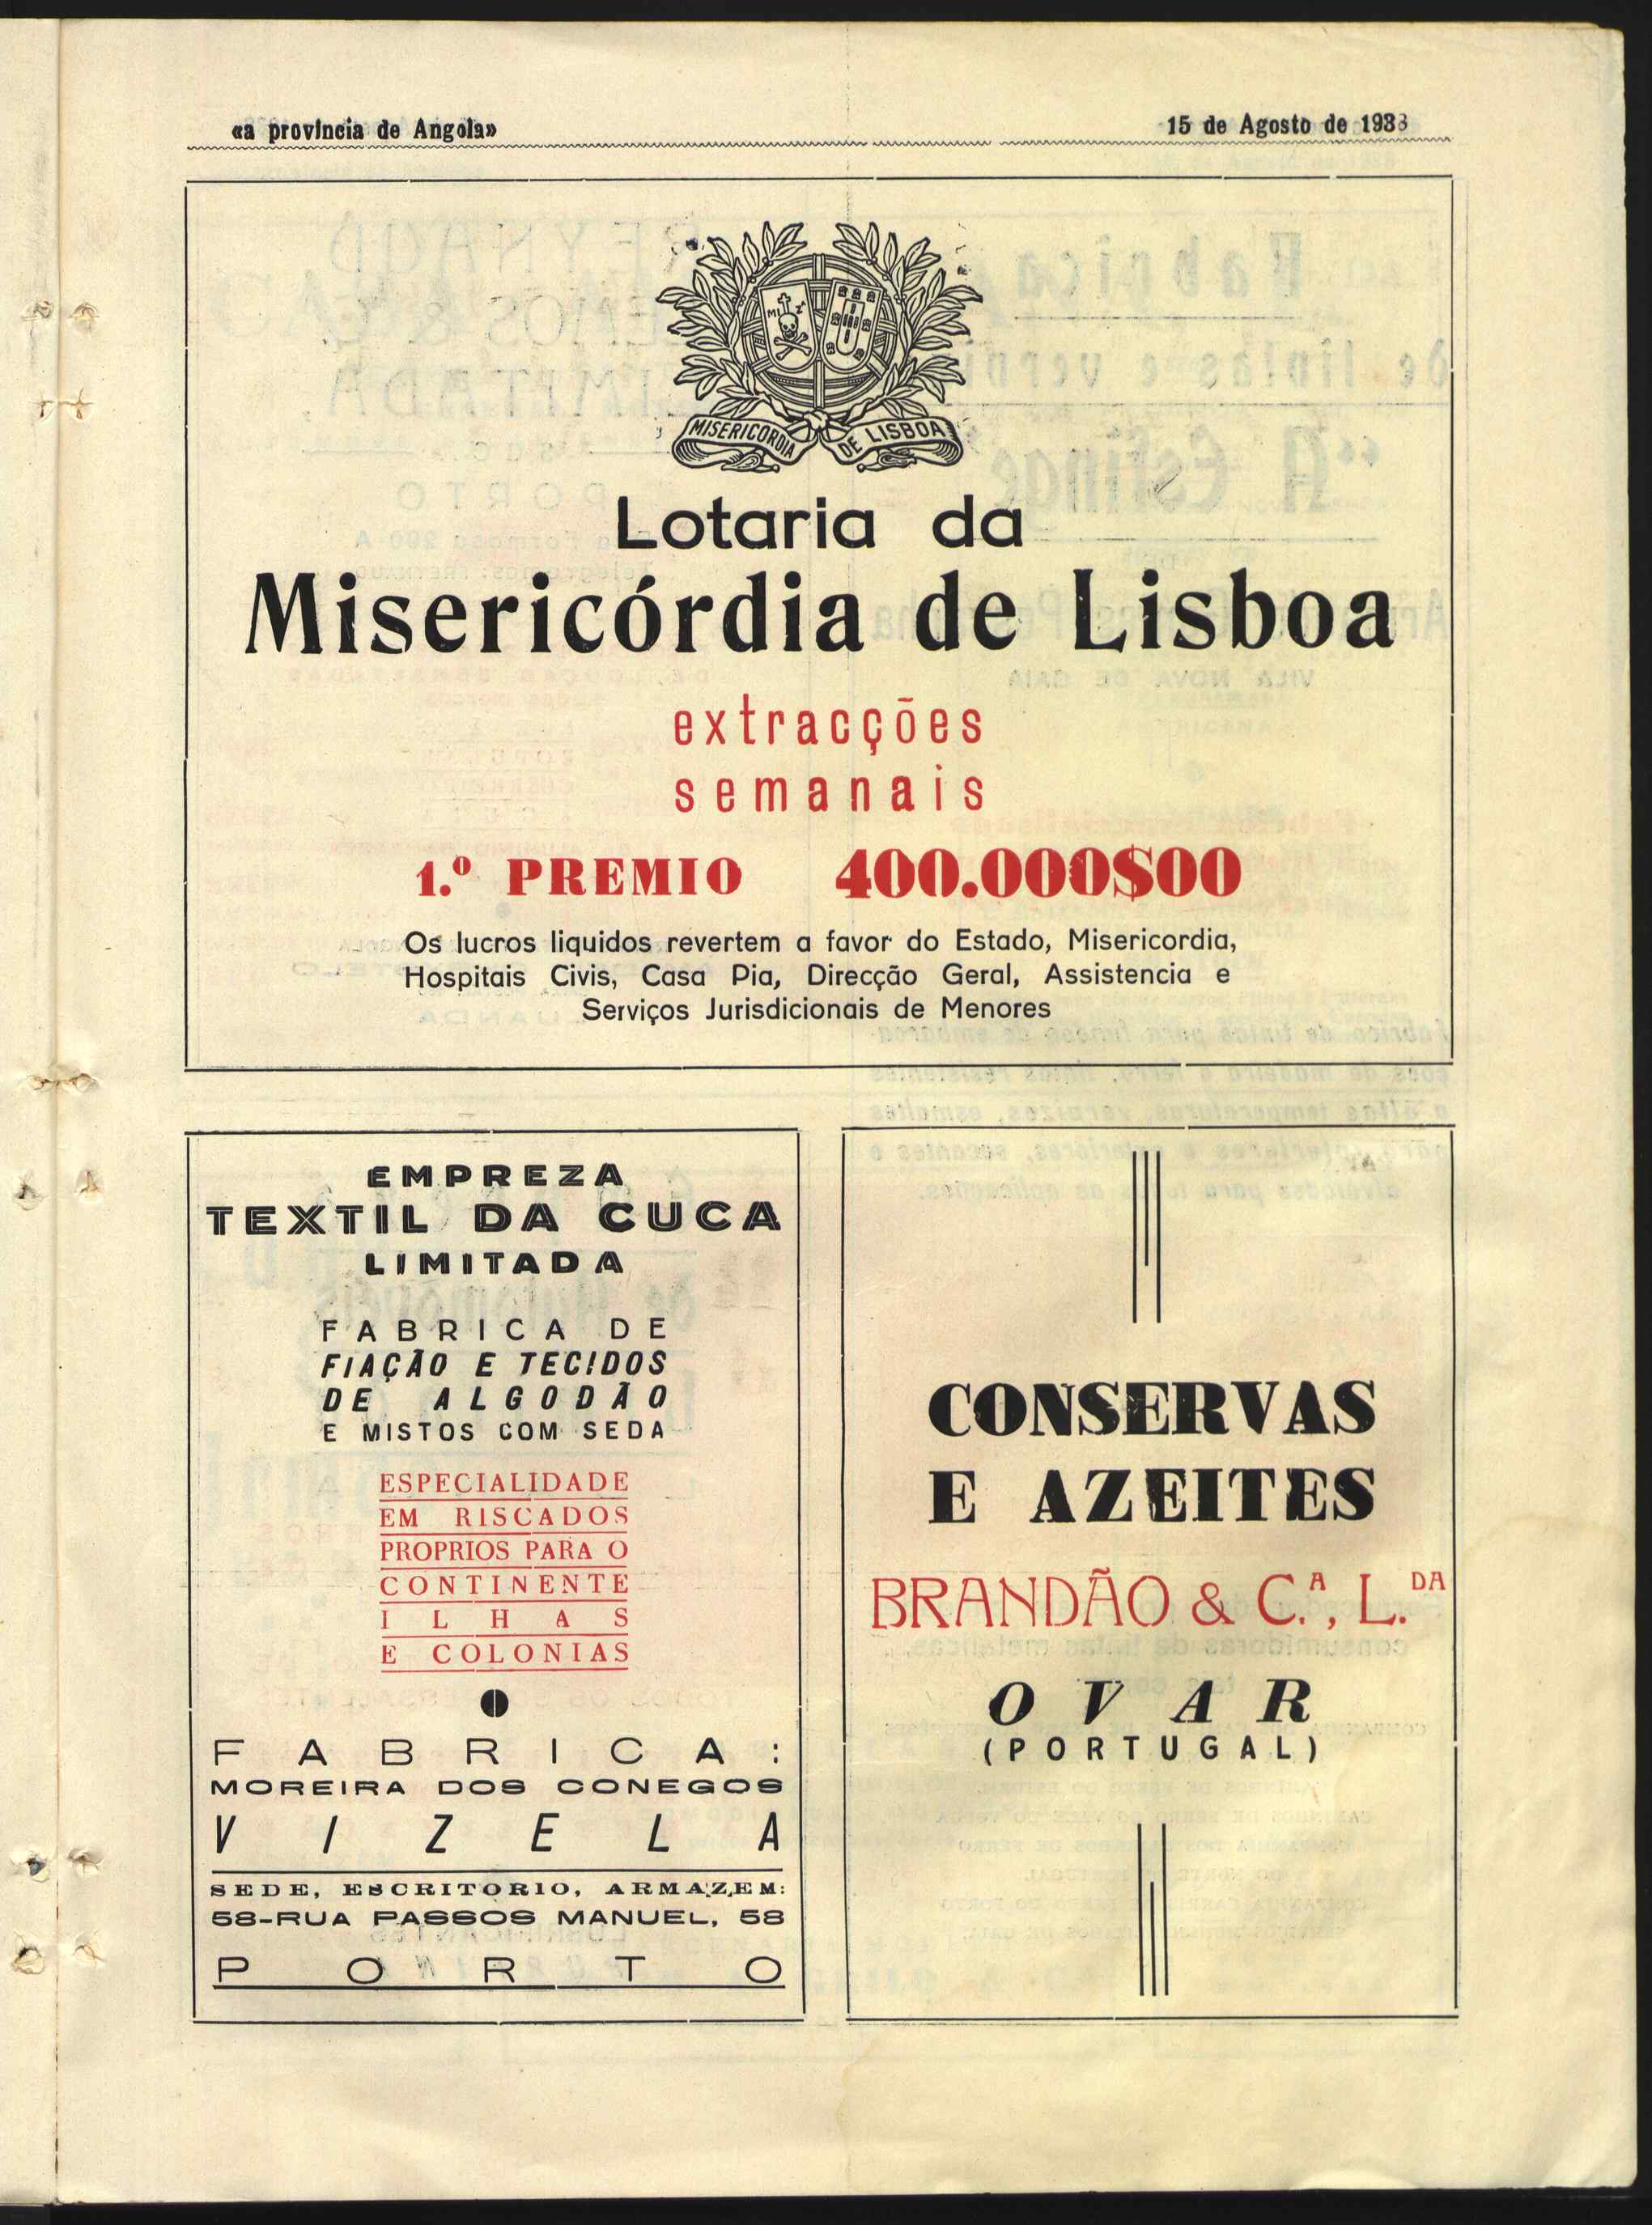 «a província de Angola»
15 de Agosto de 1938
MIZ
MISERICORDIA DE LISBOA
Lotaria da
Misericórdia de Lisboa
extracções
semanais
1.º PREMIO 400.000$00
Os lucros liquidos revertem a favor do Estado, Misericordia,
Hospitais Civis, Casa Pia, Direcção Geral, Assistencia e
Serviços Jurisdicionais de Menores
EMPREZA
TEXTIL DA CUCA
LIMITADA
FABRICA DE
FIAÇÃO E TECIDOS
DE ALGODÃO
E MISTOS COM SEDA
ESPECIALIDADE
EM RISCADOS
PROPRIOS PARA O
CONTINENTE
ILHAS
E COLONIAS
FABRICA:
MOREIRA DOS CONEGOS
VIZELA
SEDE, ESCRITORIO, ARMAZEM:
58-RUA PASSOS MANUEL, 58
PORTO
CONSERVAS
E AZEITES
BRANDÃO & C.ª, L.DA
OVAR
(PORTUGAL)